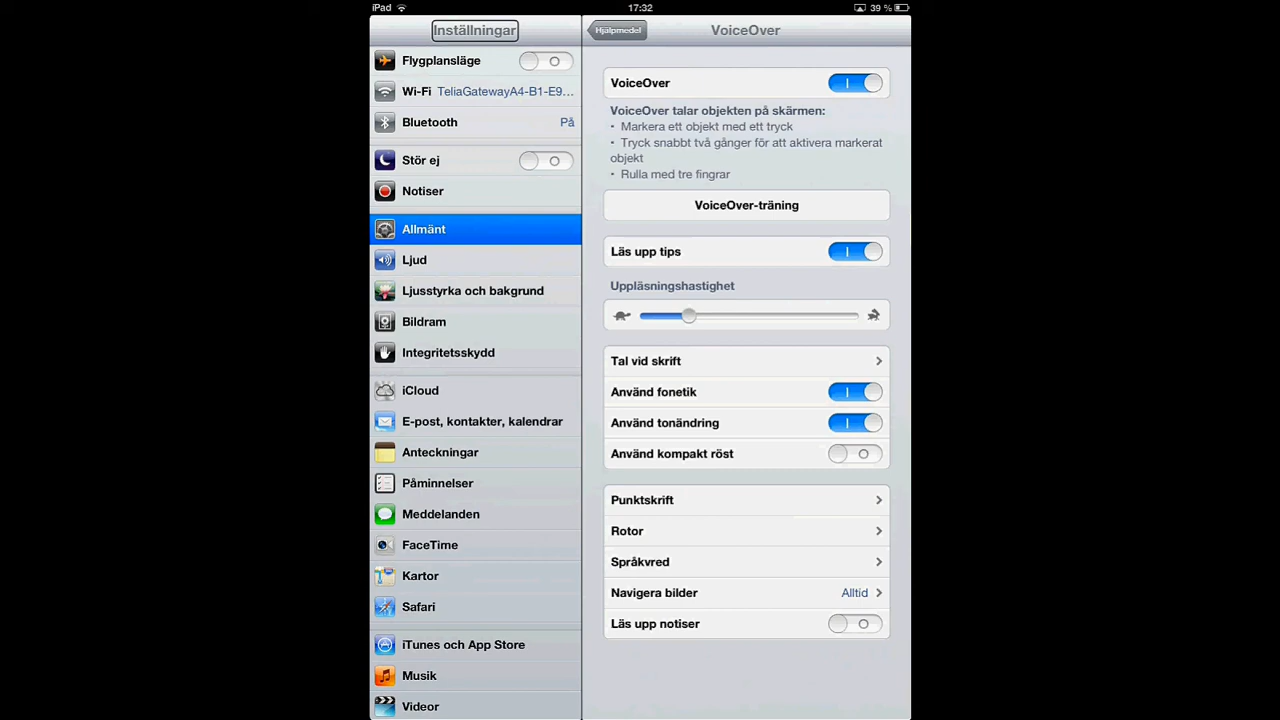 iPad
17:32
39 %
Inställningar
Flygplansläge
Wi-Fi TeliaGatewayA4-B1-E9...
Bluetooth På
Stör ej
Notiser
Allmänt
Ljud
Ljusstyrka och bakgrund
Bildram
Integritetsskydd
iCloud
E-post, kontakter, kalendrar
Anteckningar
Påminnelser
Meddelanden
FaceTime
Kartor
Safari
iTunes och App Store
Musik
Videor
Hjälpmedel
VoiceOver
VoiceOver
VoiceOver talar objekten på skärmen:
• Markera ett objekt med ett tryck
• Tryck snabbt två gånger för att aktivera markerat
objekt
• Rulla med tre fingrar
VoiceOver-träning
Läs upp tips
Uppläsningshastighet
Tal vid skrift
Använd fonetik
Använd tonändring
Använd kompakt röst
Punktskrift
Rotor
Språkvred
Navigera bilder Alltid
Läs upp notiser